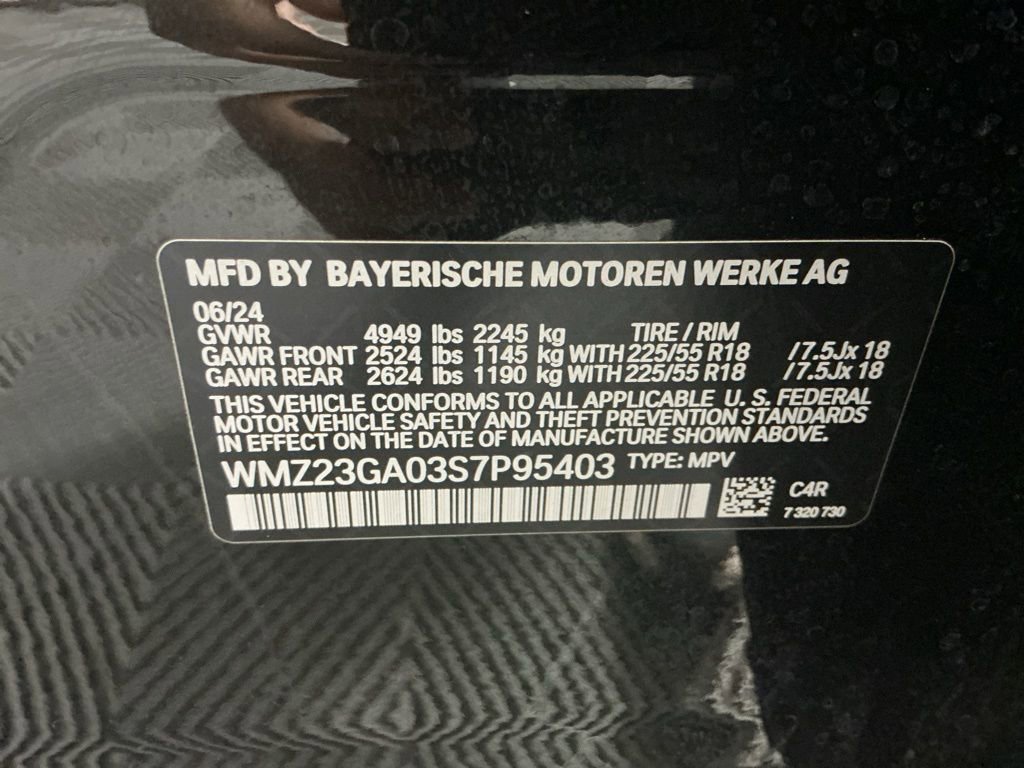 MFD BY BAYERISCHE MOTOREN WERKE AG
06/24
GVWR 4949 lbs 2245 kg TIRE / RIM
GAWR FRONT 2524 lbs 1145 kg WITH 225/55 R18 /7.5Jx 18
GAWR REAR 2624 lbs 1190 kg WITH 225/55 R18 /7.5Jx 18
THIS VEHICLE CONFORMS TO ALL APPLICABLE U. S. FEDERAL
MOTOR VEHICLE SAFETY AND THEFT PREVENTION STANDARDS
IN EFFECT ON THE DATE OF MANUFACTURE SHOWN ABOVE.
WMZ23GA03S7P95403 TYPE: MPV
C4R
7 320 730